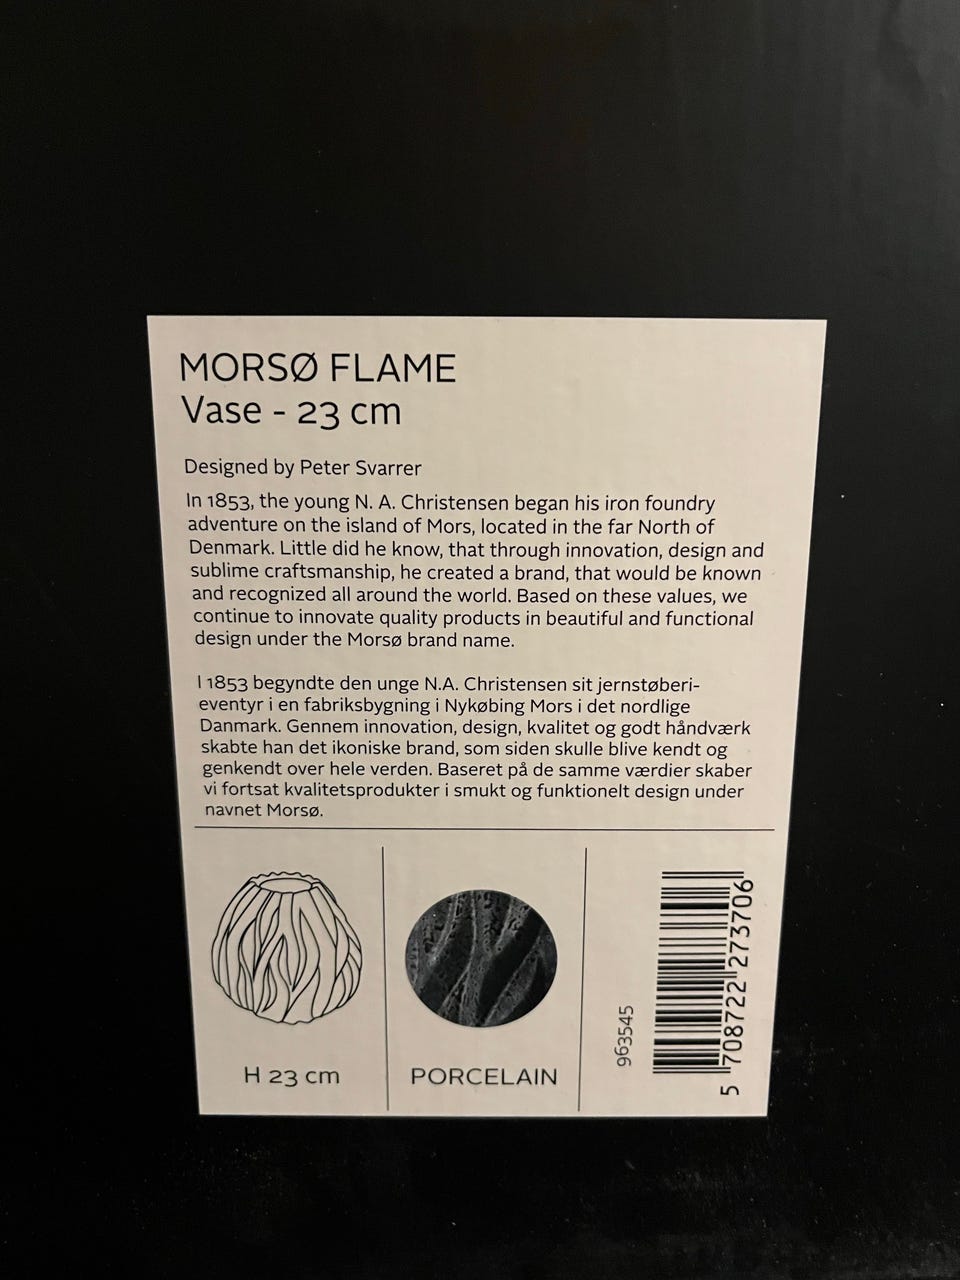 MORSØ FLAME
Vase - 23 cm
Designed by Peter Svarrer
In 1853, the young N. A. Christensen began his iron foundry
adventure on the island of Mors, located in the far North of
Denmark. Little did he know, that through innovation, design and
sublime craftsmanship, he created a brand, that would be known
and recognized all around the world. Based on these values, we
continue to innovate quality products in beautiful and functional
design under the Morsø brand name.
I 1853 begyndte den unge N.A. Christensen sit jernstøberi-
eventyr i en fabriksbygning i Nykøbing Mors i det nordlige
Danmark. Gennem innovation, design, kvalitet og godt håndværk
skabte han det ikoniske brand, som siden skulle blive kendt og
genkendt over hele verden. Baseret på de samme værdier skaber
vi fortsat kvalitetsprodukter i smukt og funktionelt design under
navnet Morsø.
H 23 cm
PORCELAIN
963545
5 708722 273706